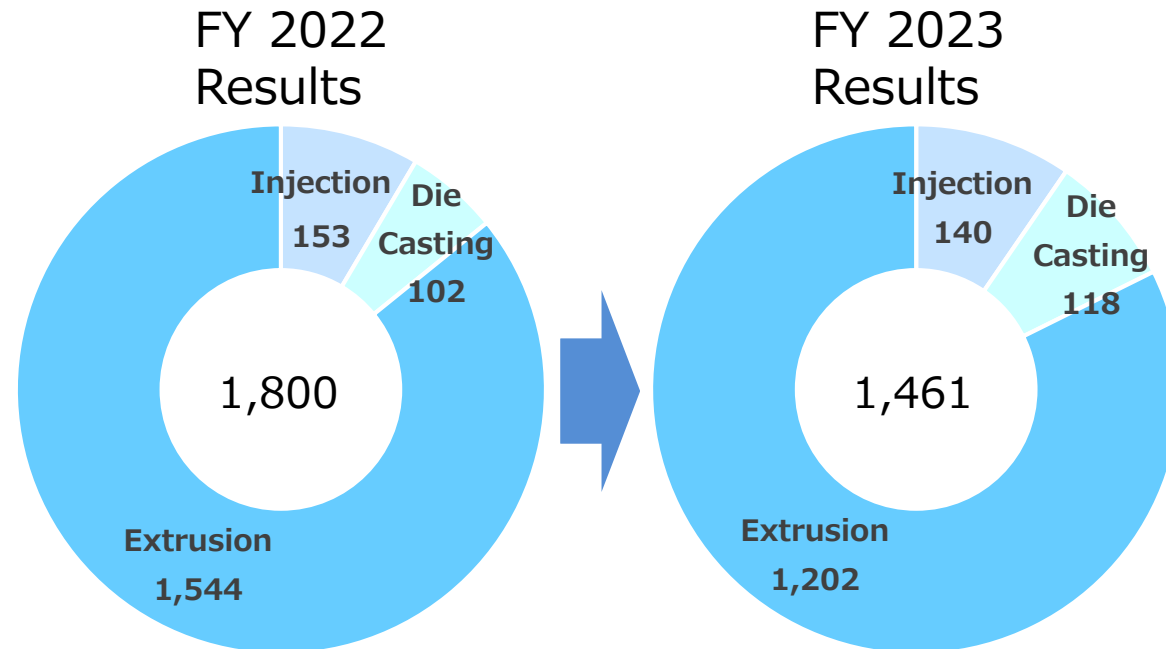 FY 2022
Results
Injection
153
Die
Casting
102
1,800
Extrusion
1,544
FY 2023
Results
Injection
140
Die
Casting
118
1,461
Extrusion
1,202